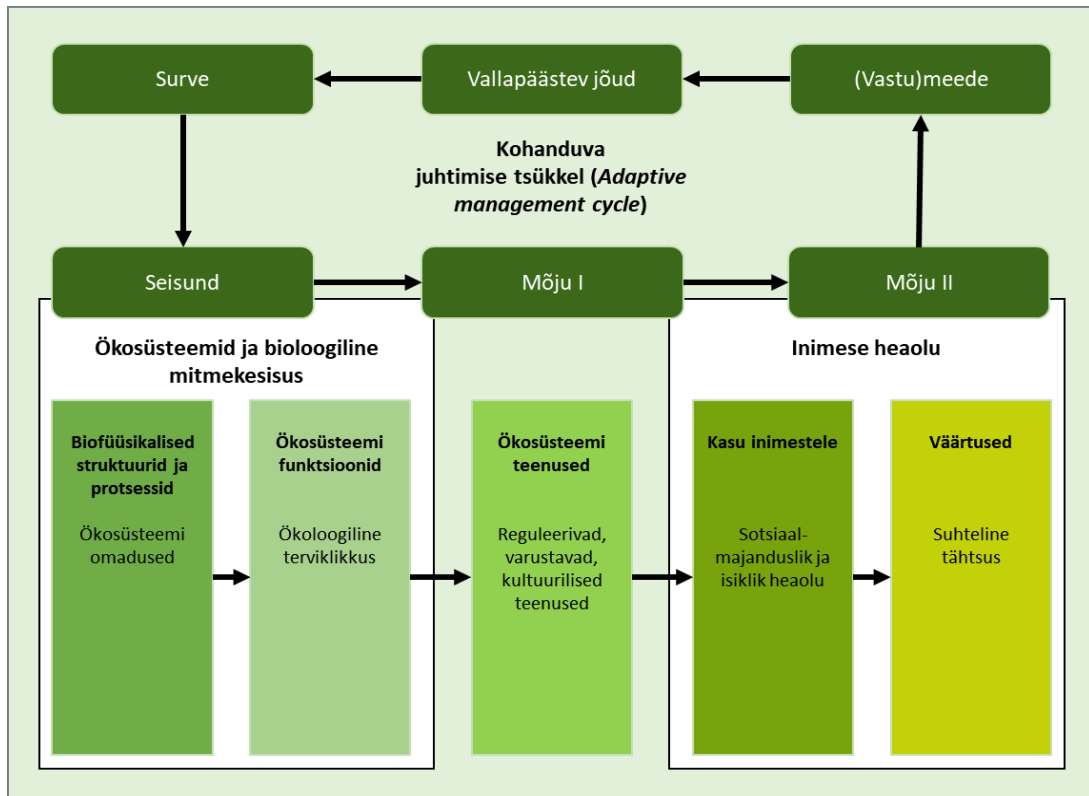 Surve
Vallapäästev jõud
(Vastu)meede
Kohanduva
juhtimise tsükkel (Adaptive
management cycle)
Seisund
Mõju I
Mõju II
Ökosüsteemid ja bioloogiline
mitmekesisus
Inimese heaolu
Biofüüsikalised
struktuurid ja
protsessid
Ökosüsteemi
omadused
Ökosüsteemi
funktsioonid
Ökoloogiline
terviklikkus
Ökosüsteemi
teenused
Reguleerivad,
varustavad,
kultuurilised
teenused
Kasu inimestele
Sotsiaal-
majanduslik ja
isiklik heaolu
Väärtused
Suhteline
tähtsus